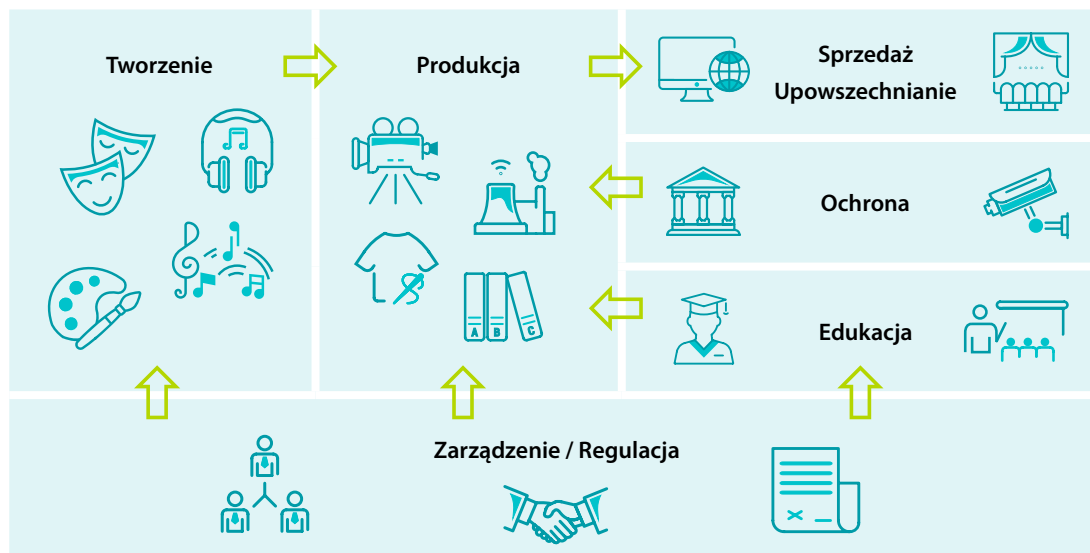 Tworzenie
Produkcja
Sprzedaż
Upowszechnianie
Ochrona
A B C
Edukacja
Zarządzenie / Regulacja